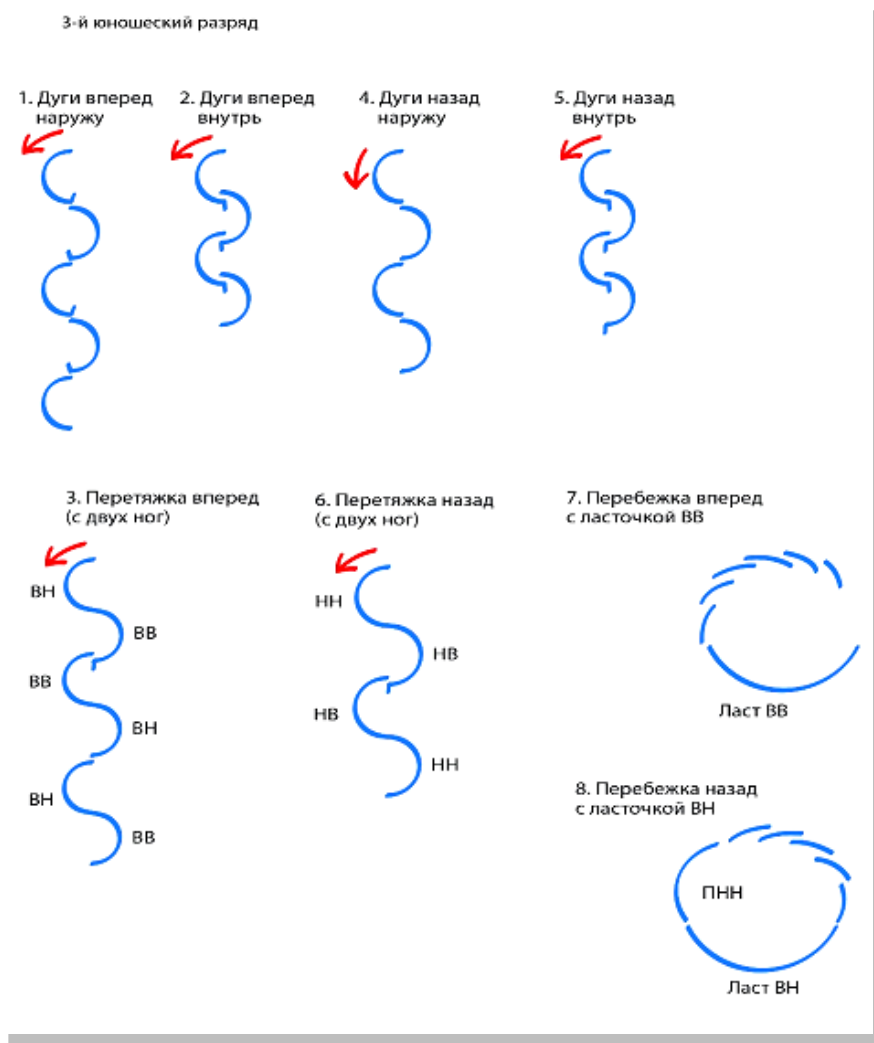 3-й юношеский разряд
1. Дуги вперед
наружу
2. Дуги вперед
внутрь
4. Дуги назад
наружу
5. Дуги назад
внутрь
3. Перетяжка вперед
(с двух ног)
ВН
ВВ
ВВ
ВН
ВН
ВВ
6. Перетяжка назад
(с двух ног)
НН
НВ
НВ
НН
7. Перебежка вперед
с ласточкой ВВ
Ласт ВВ
8. Перебежка назад
с ласточкой ВН
ПНН
Ласт ВН